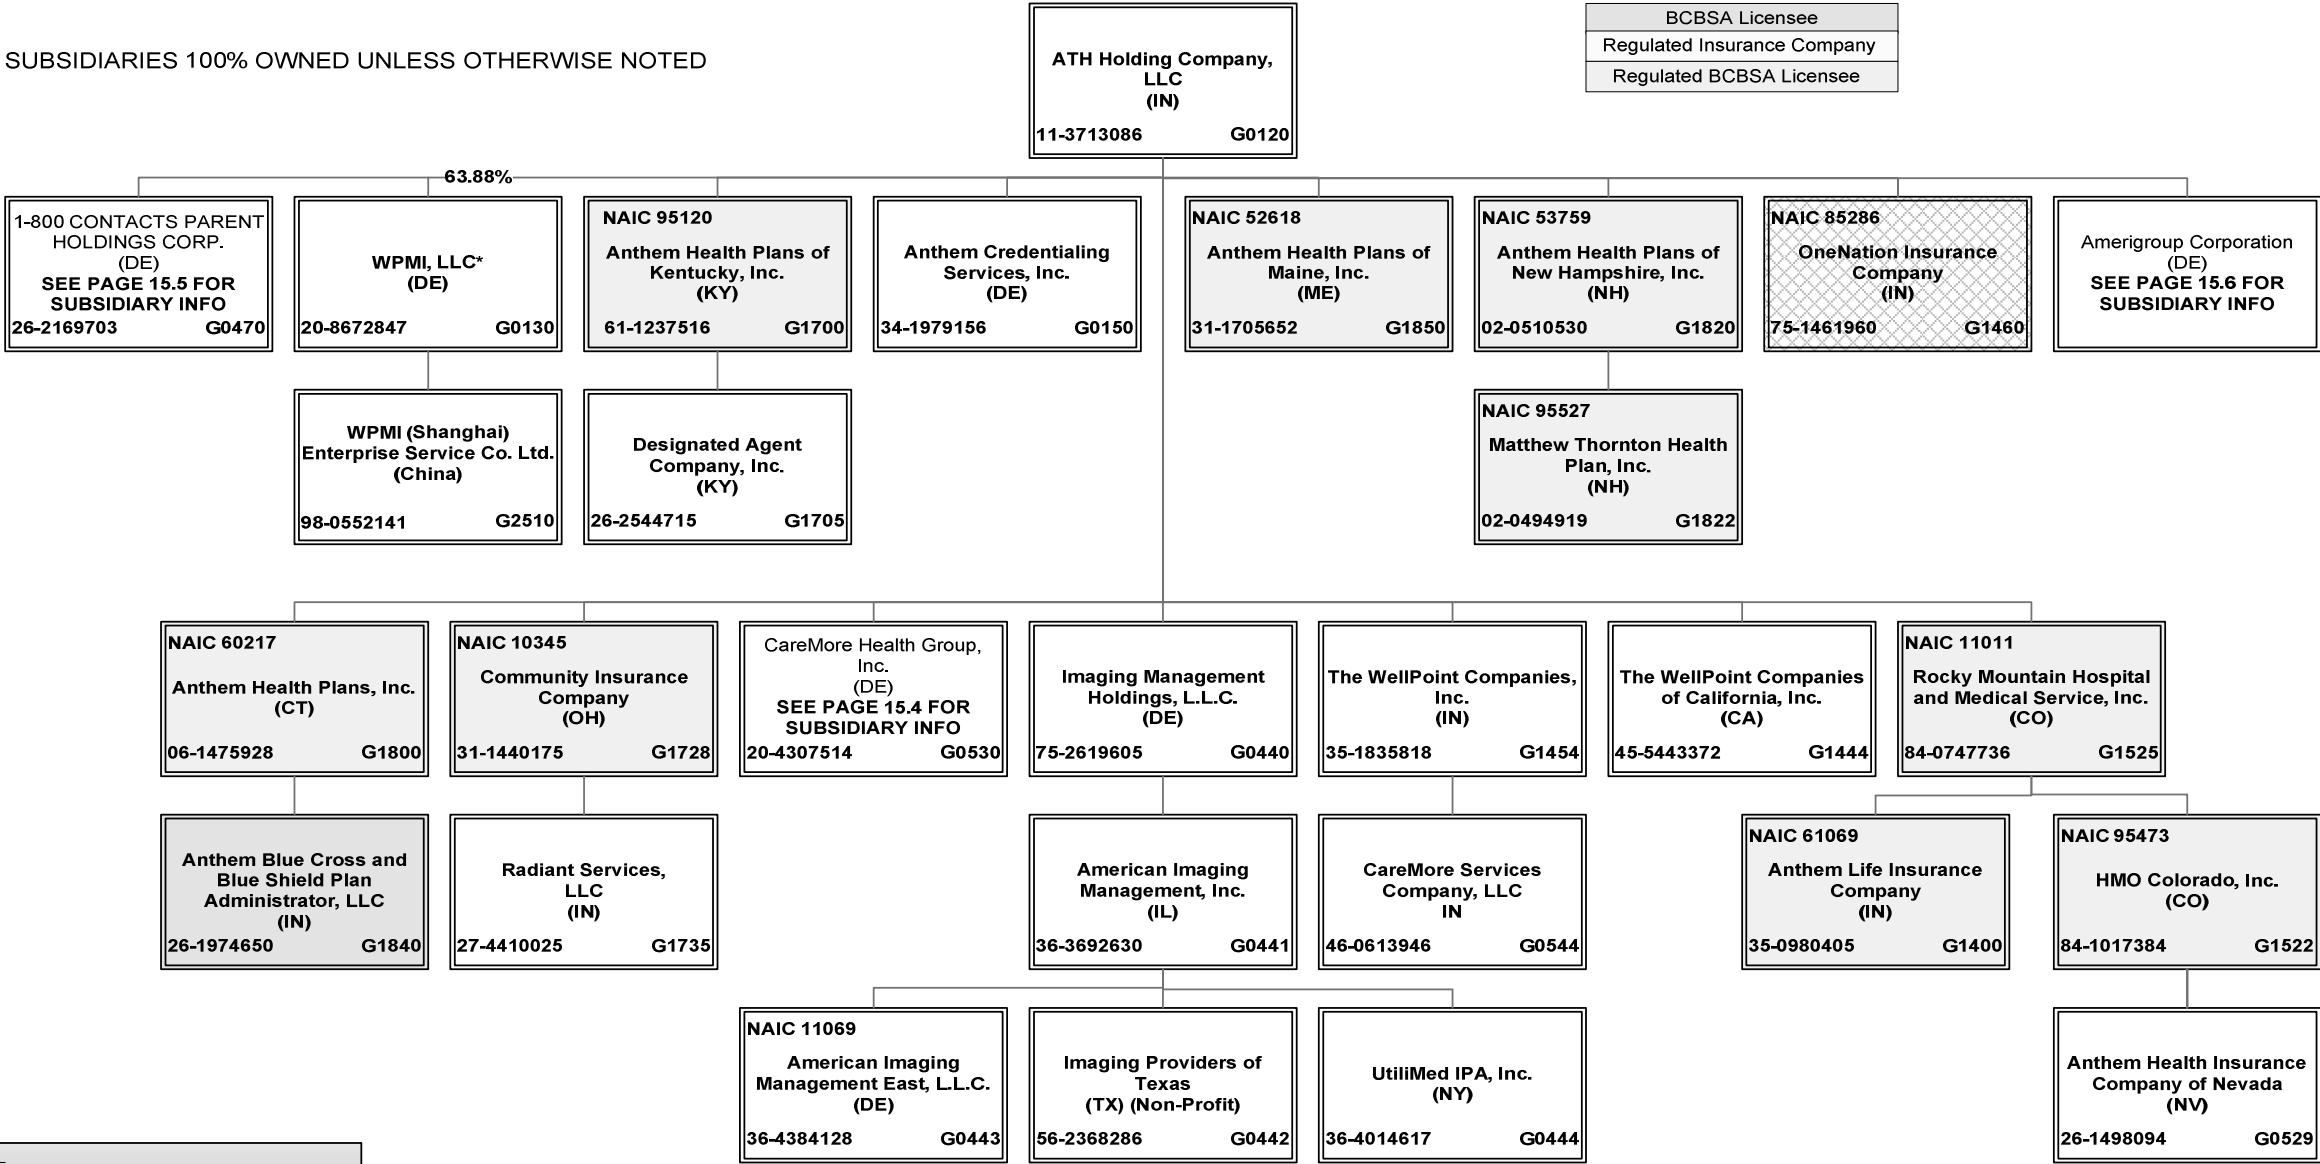 SUBSIDIARIES 100% OWNED UNLESS OTHERWISE NOTED
ATH Holding Company,
LLC
(IN)
11-3713086 G0120
BCBSA Licensee
Regulated Insurance Company
Regulated BCBSA Licensee
63.88%
1-800 CONTACTS PARENT
HOLDINGS CORP.
(DE)
SEE PAGE 15.5 FOR
SUBSIDIARY INFO
26-2169703 G0470
WPMI, LLC*
(DE)
20-8672847 G0130
NAIC 95120
Anthem Health Plans of
Kentucky, Inc.
(KY)
61-1237516 G1700
Anthem Credentialing
Services, Inc.
(DE)
34-1979156 G0150
NAIC 52618
Anthem Health Plans of
Maine, Inc.
(ME)
31-1705652 G1850
NAIC 53759
Anthem Health Plans of
New Hampshire, Inc.
(NH)
02-0510530 G1820
NAIC 85286
OneNation Insurance
Company
(IN)
75-1461960 G1460
Amerigroup Corporation
(DE)
SEE PAGE 15.6 FOR
SUBSIDIARY INFO
WPMI (Shanghai)
Enterprise Service Co. Ltd.
(China)
98-0552141 G2510
Designated Agent
Company, Inc.
(KY)
26-2544715 G1705
NAIC 95527
Matthew Thornton Health
Plan, Inc.
(NH)
02-0494919 G1822
NAIC 60217
Anthem Health Plans, Inc.
(CT)
06-1475928 G1800
NAIC 10345
Community Insurance
Company
(OH)
31-1440175 G1728
CareMore Health Group,
Inc.
(DE)
SEE PAGE 15.4 FOR
SUBSIDIARY INFO
20-4307514 G0530
Imaging Management
Holdings, L.L.C.
(DE)
75-2619605 G0440
The WellPoint Companies,
Inc.
(IN)
35-1835818 G1454
The WellPoint Companies
of California, Inc.
(CA)
45-5443372 G1444
NAIC 11011
Rocky Mountain Hospital
and Medical Service, Inc.
(CO)
84-0747736 G1525
Anthem Blue Cross and
Blue Shield Plan
Administrator, LLC
(IN)
26-1974650 G1840
Radiant Services,
LLC
(IN)
27-4410025 G1735
American Imaging
Management, Inc.
(IL)
36-3692630 G0441
CareMore Services
Company, LLC
IN
46-0613946 G0544
NAIC 61069
Anthem Life Insurance
Company
(IN)
35-0980405 G1400
NAIC 95473
HMO Colorado, Inc.
(CO)
84-1017384 G1522
NAIC 11069
American Imaging
Management East, L.L.C.
(DE)
36-4384128 G0443
Imaging Providers of
Texas
(TX) (Non-Profit)
56-2368286 G0442
UtiliMed IPA, Inc.
(NY)
36-4014617 G0444
Anthem Health Insurance
Company of Nevada
(NV)
26-1498094 G0529